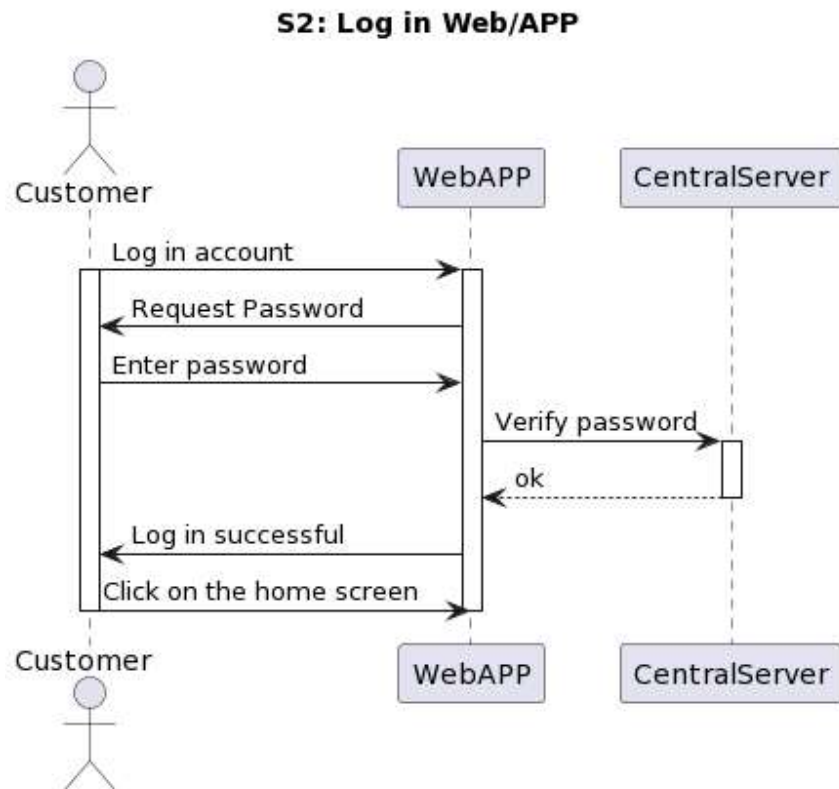 S2: Log in Web/APP
Customer
WebAPP
CentralServer
Log in account
Request Password
Enter password
Verify password
ok
Log in successful
Click on the home screen
Customer
WebAPP
CentralServer